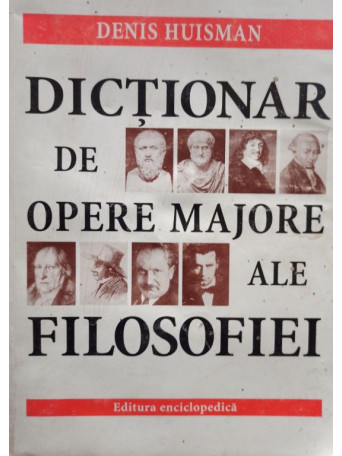 DENIS HUISMAN
DICȚIONAR
DE
OPERE MAJORE
ALE
FILOSOFIEI
Editura enciclopedică